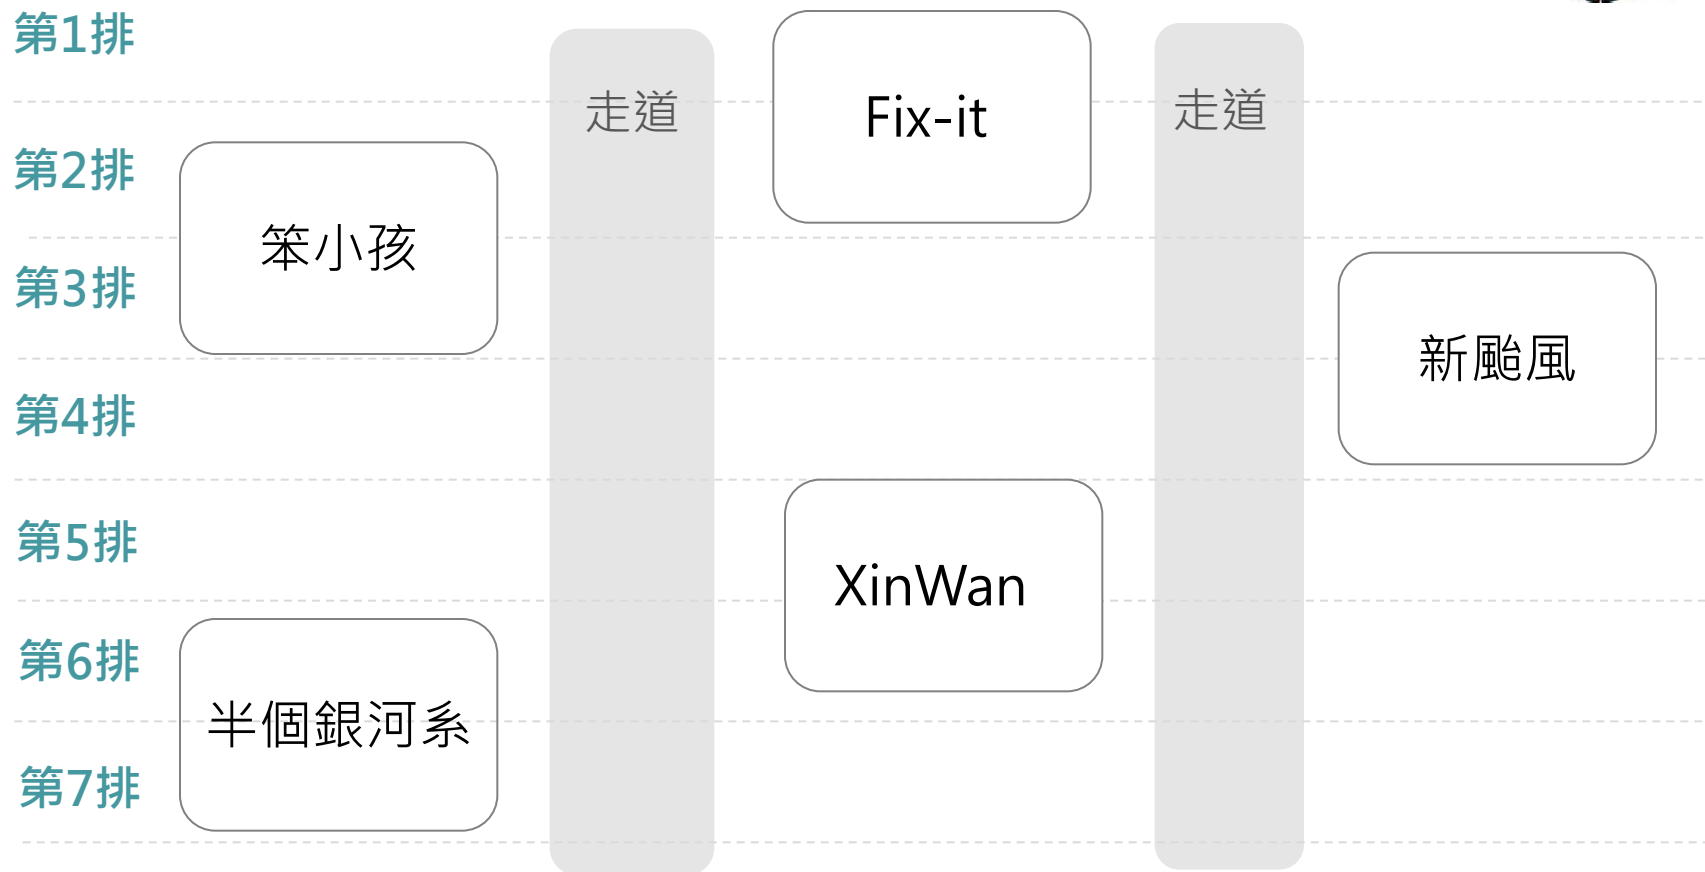 第1排
走道
Fix-it
走道
第2排
笨小孩
第3排
新颱風
第4排
第5排
XinWan
第6排
半個銀河系
第7排